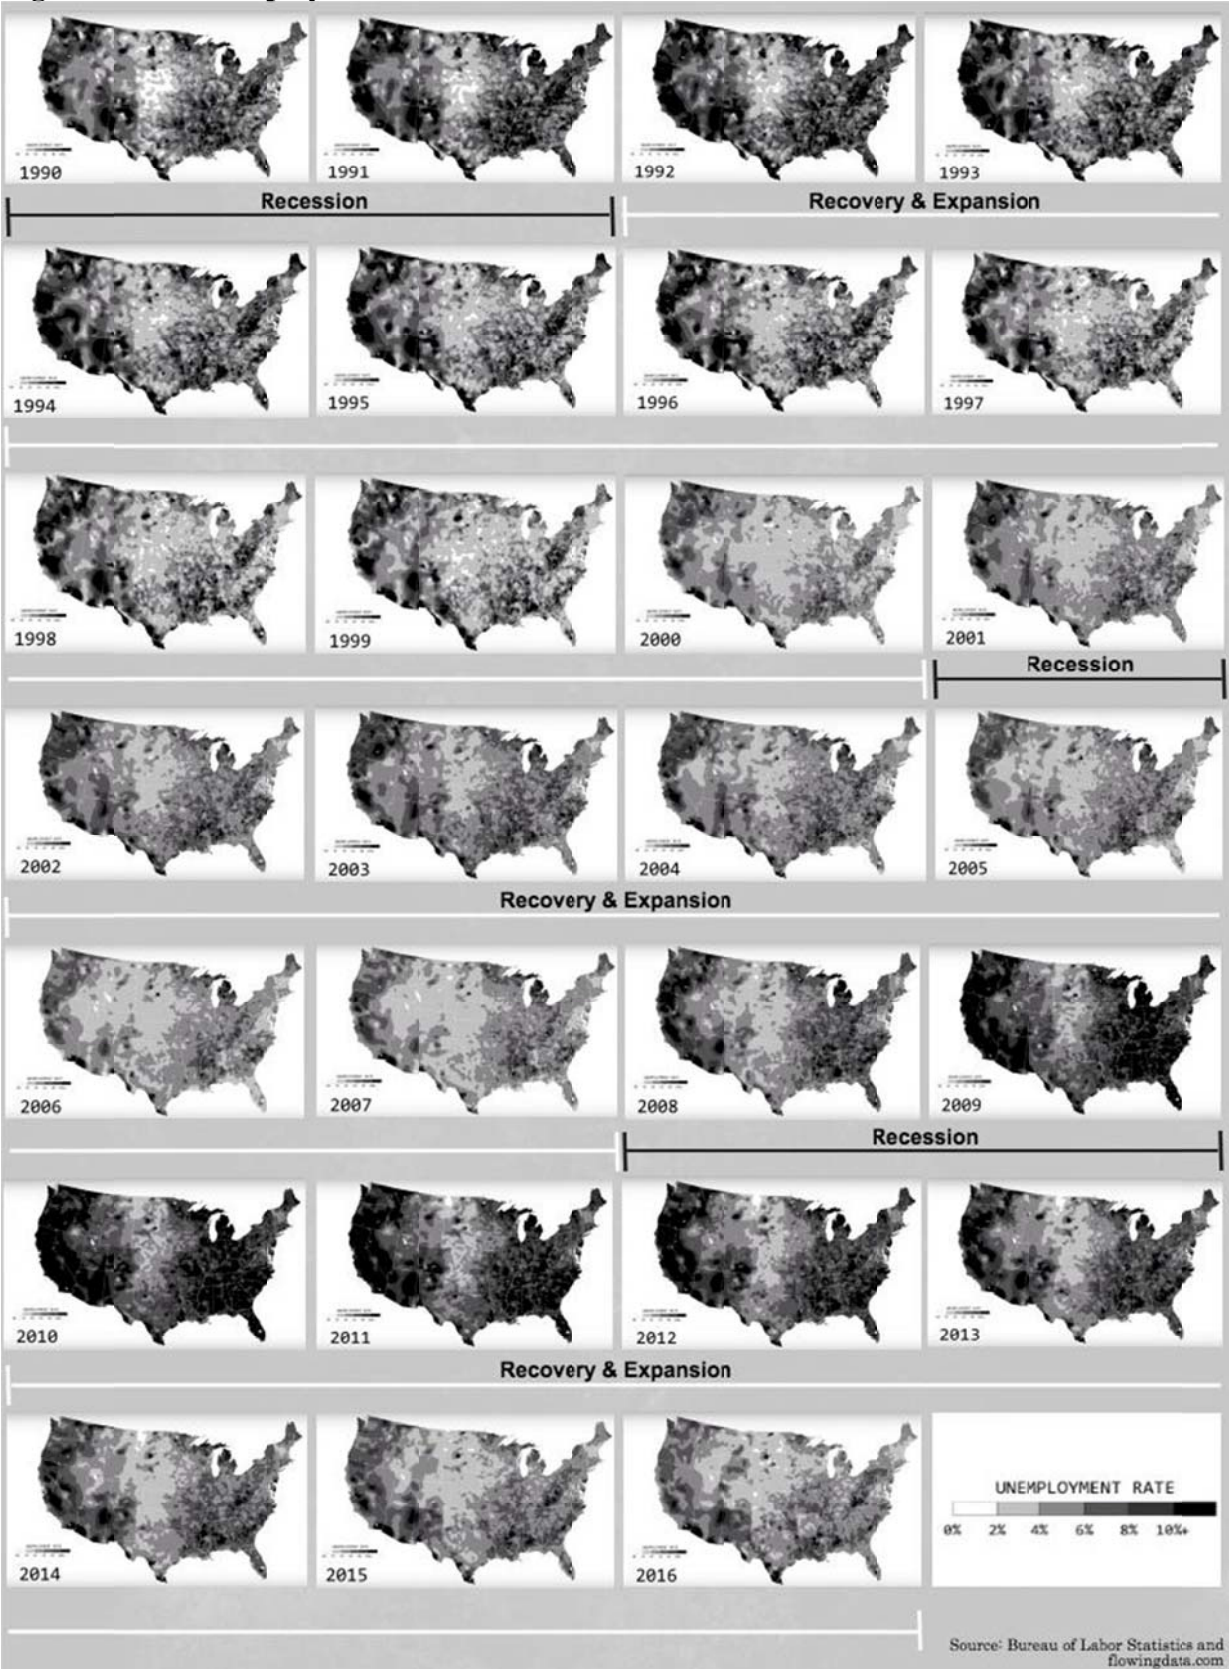 1990
1991
1992
1993
Recession
Recovery & Expansion
1994
1995
1996
1997
1998
1999
2000
2001
Recession
2002
2003
2004
2005
Recovery & Expansion
2006
2007
2008
2009
Recession
2010
2011
2012
2013
Recovery & Expansion
2014
2015
2016
UNEMPLOYMENT RATE
0% 2% 4% 6% 8% 10%+
Source: Bureau of Labor Statistics and
flowingdata.com